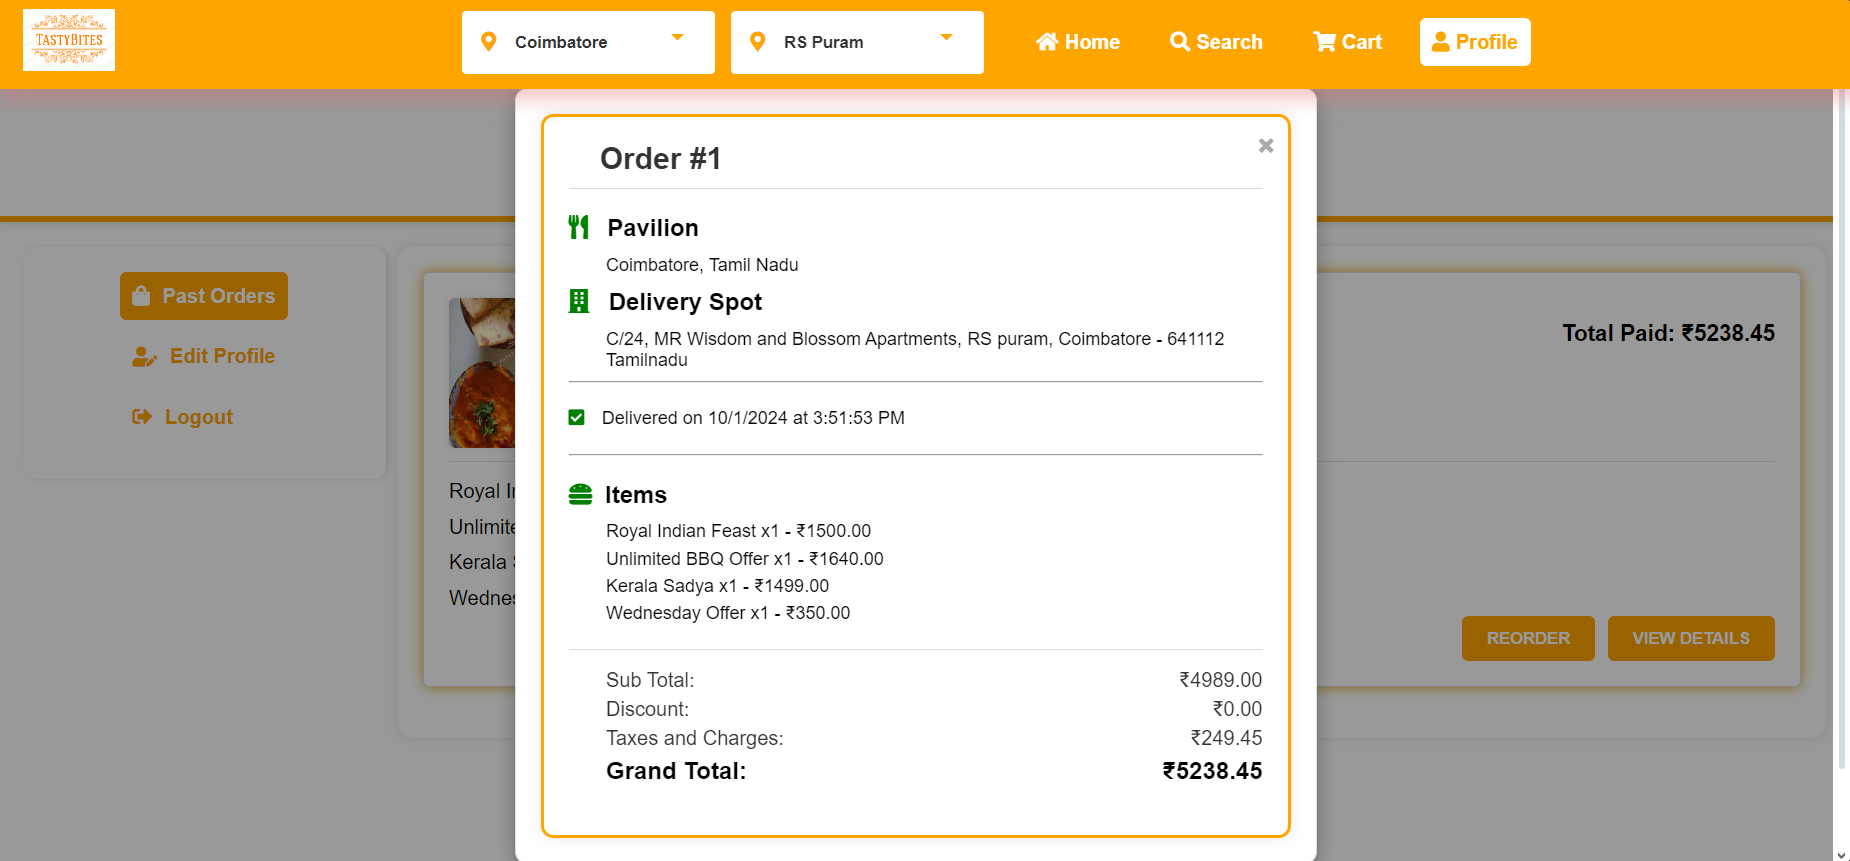 TASTYBITES
Coimbatore
RS Puram
Home
Search
Cart
Profile
Order #1
Pavilion
Coimbatore, Tamil Nadu
Delivery Spot
C/24, MR Wisdom and Blossom Apartments, RS puram, Coimbatore - 641112
Tamilnadu
Delivered on 10/1/2024 at 3:51:53 PM
Items
Royal Indian Feast x1 - ₹1500.00
Unlimited BBQ Offer x1 - ₹1640.00
Kerala Sadya x1 - ₹1499.00
Wednesday Offer x1 - ₹350.00
Sub Total: ₹4989.00
Discount: ₹0.00
Taxes and Charges: ₹249.45
Grand Total: ₹5238.45
Past Orders
Edit Profile
Logout
Total Paid: ₹5238.45
Royal
Kerala
REORDER
VIEW DETAILS